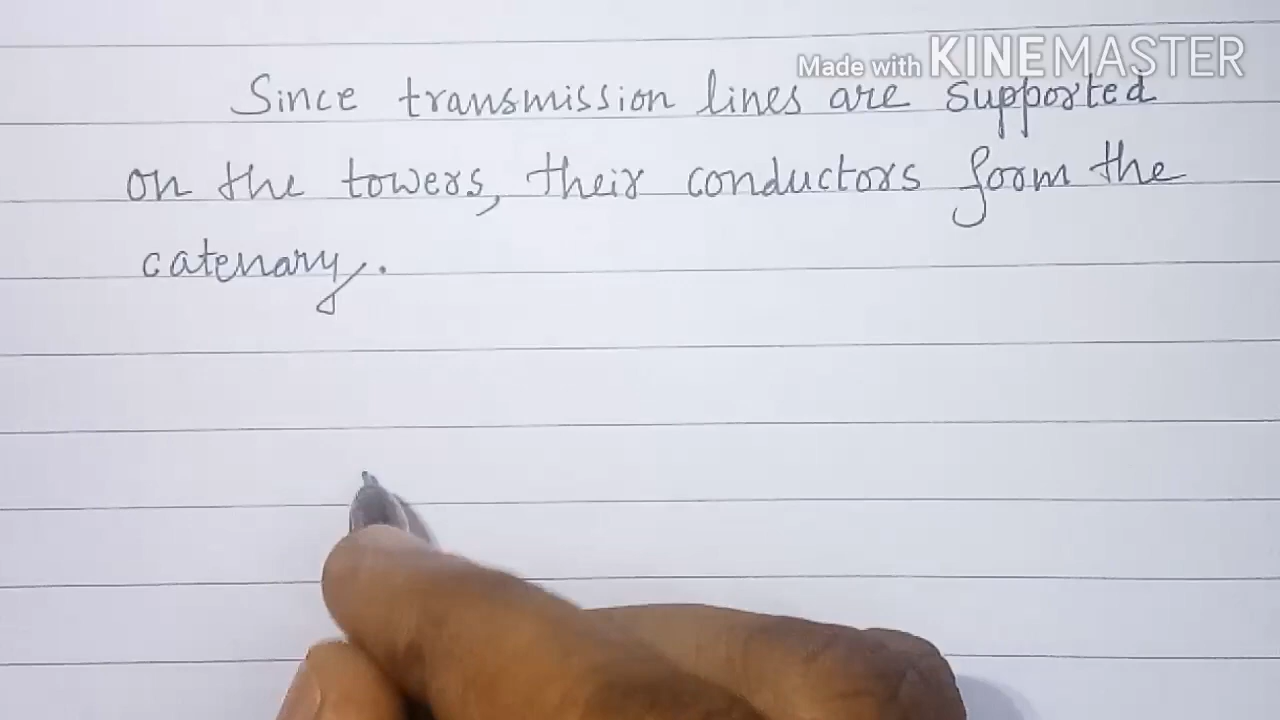 Made with KINEMASTER
Since transmission lines are supported
on the towers, their conductors form the
catenary.